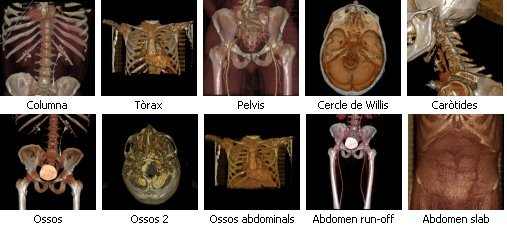 Columna
Tòrax
Pelvis
Cercle de Willis
Caròtides
Ossos
Ossos 2
Ossos abdominals
Abdomen run-off
Abdomen slab